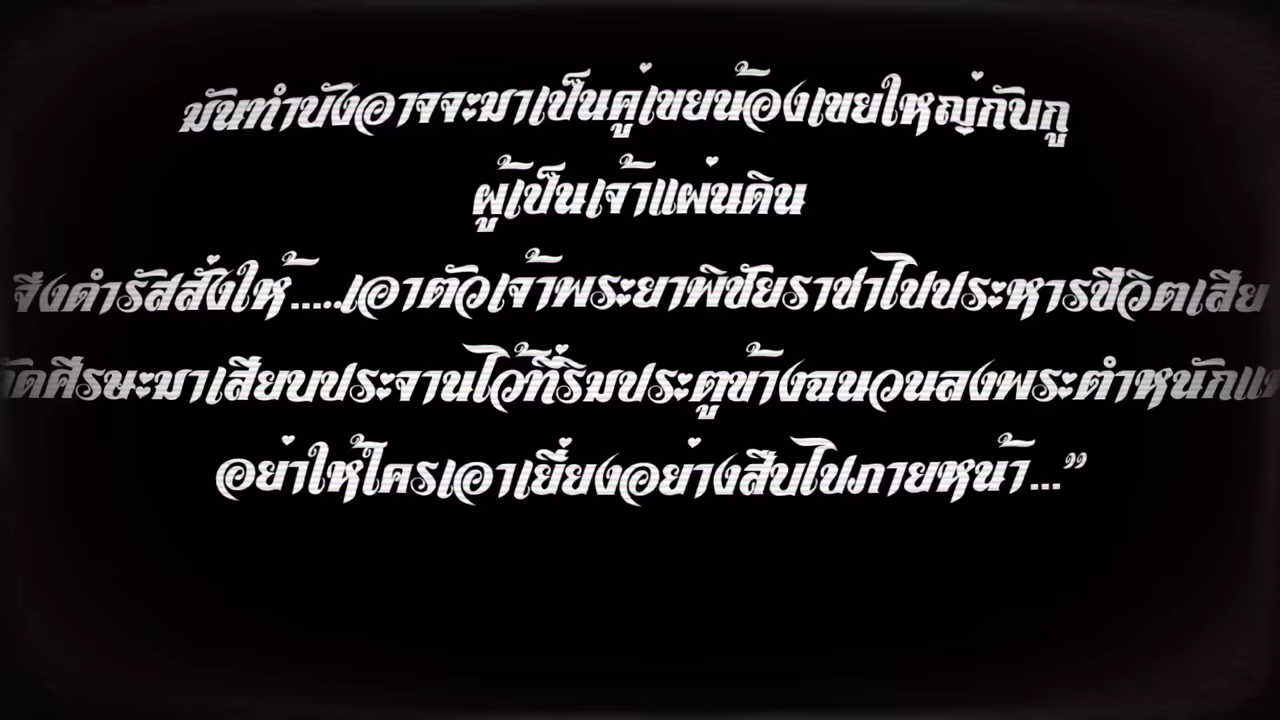 มันทำบังอาจจะมาเป็นคู่เขยน้องเขยใหญ่กับกู
ผู้เป็นเจ้าแผ่นดิน
จึงดำรัสสั่งให้.....เอาตัวเจ้าพระยาพิชัยราชาไปประหารชีวิตเสีย
ตัดศีรษะมาเสียบประจานไว้ที่ริมประตูข้างฉนวนลงพระตำหนักแพ
อย่าให้ใครเอาเยี่ยงอย่างสืบไปภายหน้า...”